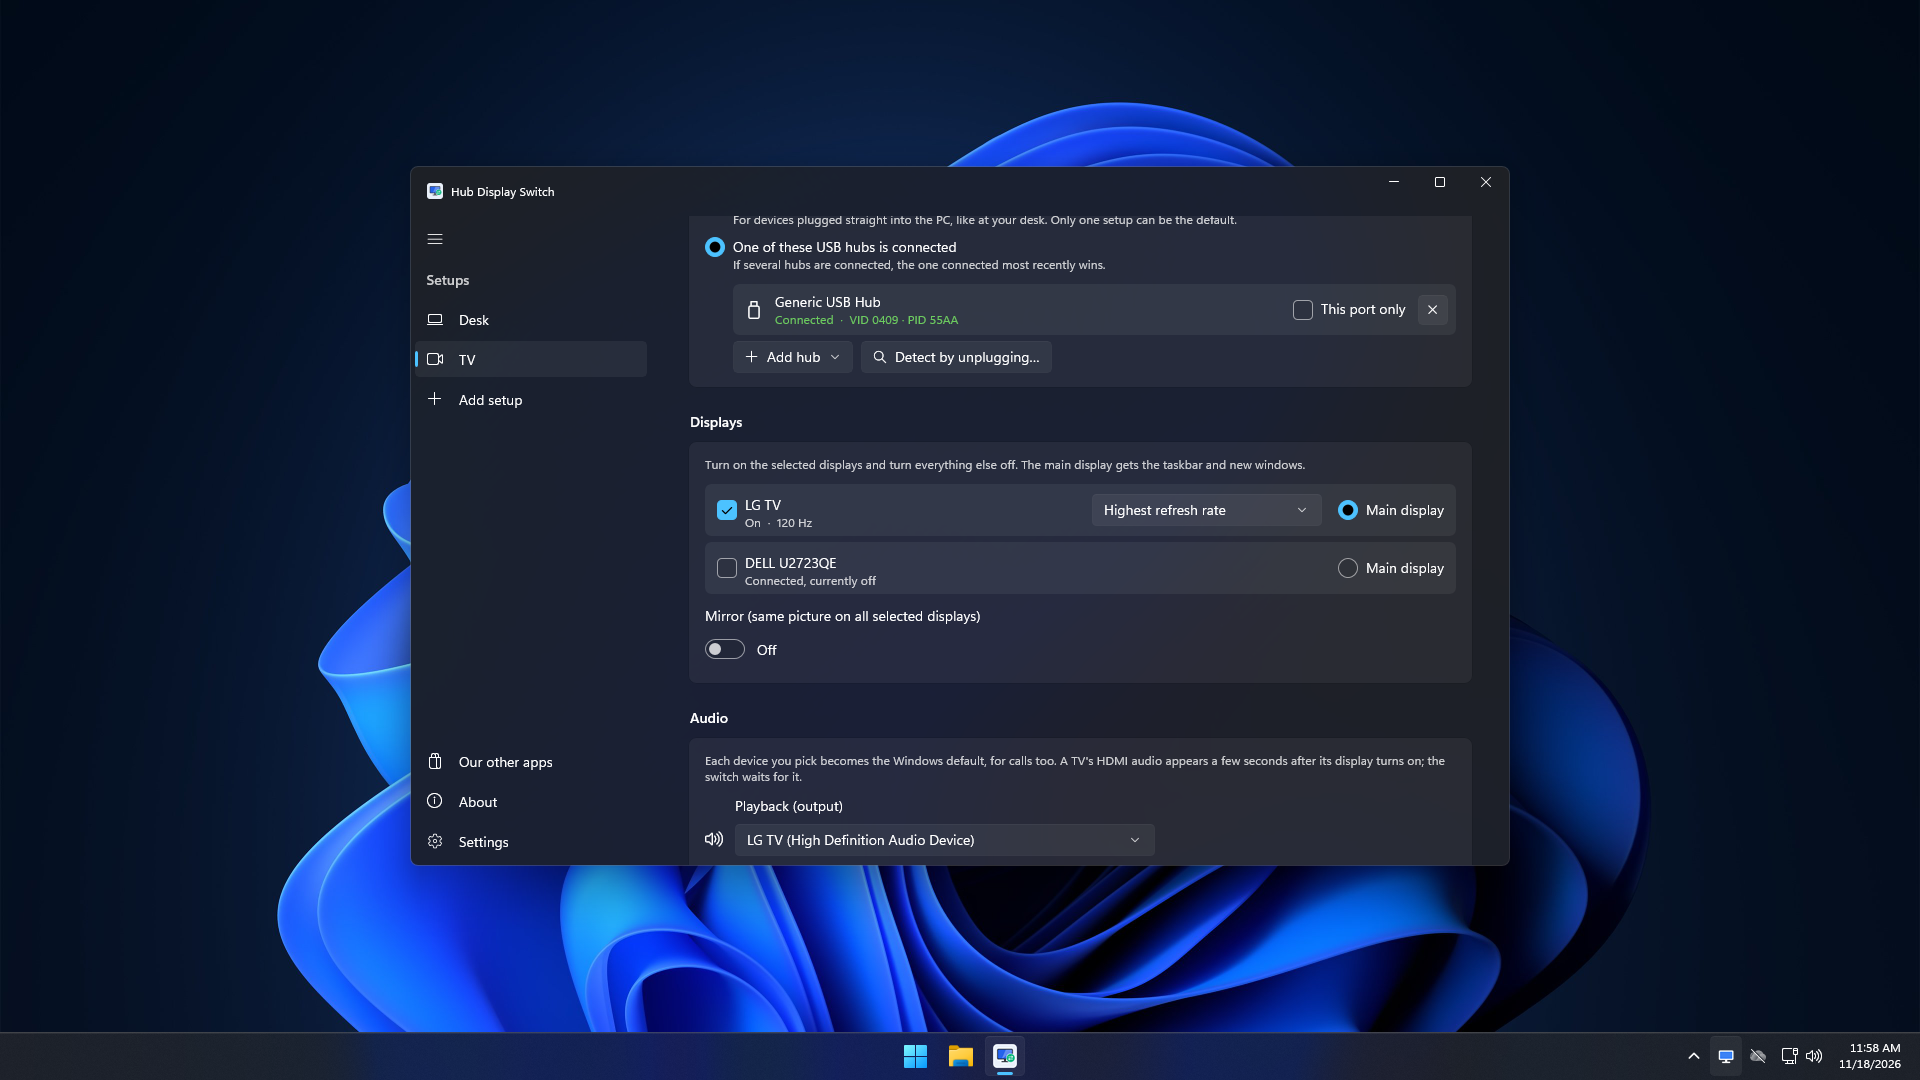 Hub Display Switch
Setups
Desk
TV
Add setup
Our other apps
About
Settings
For devices plugged straight into the PC, like at your desk. Only one setup can be the default.
One of these USB hubs is connected
If several hubs are connected, the one connected most recently wins.
Generic USB Hub
Connected · VID 0409 · PID 55AA
This port only
Add hub
Detect by unplugging...
Displays
Turn on the selected displays and turn everything else off. The main display gets the taskbar and new windows.
LG TV
On · 120 Hz
Highest refresh rate
Main display
DELL U2723QE
Connected, currently off
Main display
Mirror (same picture on all selected displays)
Off
Audio
Each device you pick becomes the Windows default, for calls too. A TV's HDMI audio appears a few seconds after its display turns on; the
switch waits for it.
Playback (output)
LG TV (High Definition Audio Device)
11:58 AM
11/18/2026